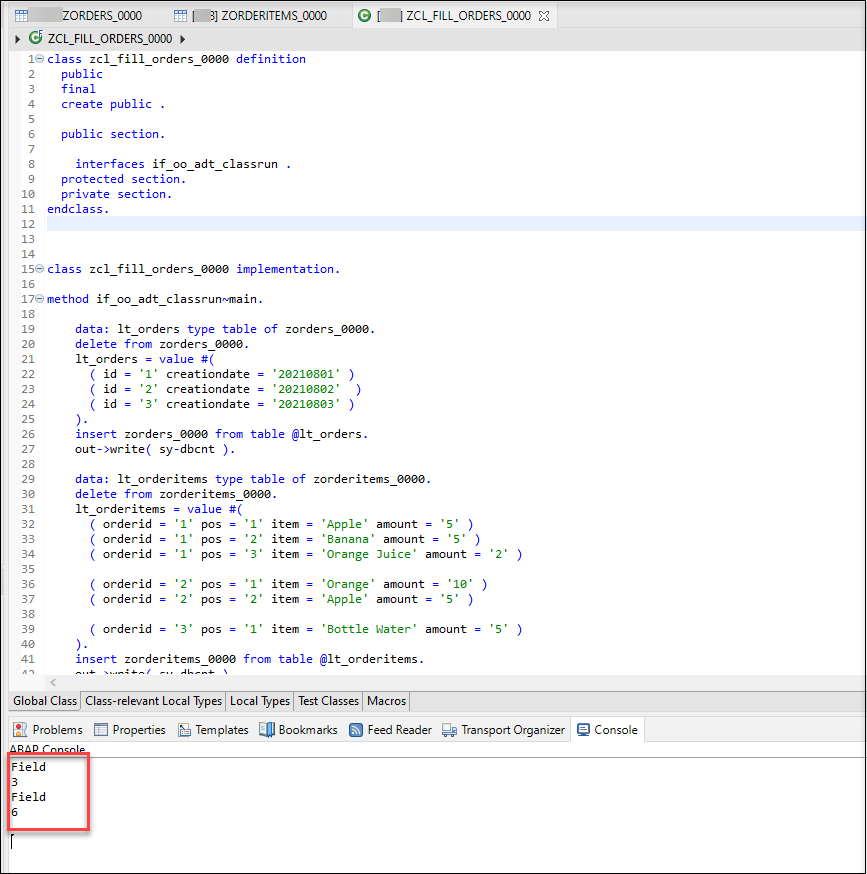 ZORDERS_0000 [ 3] ZORDERITEMS_0000 [ ] ZCL_FILL_ORDERS_0000
ZCL_FILL_ORDERS_0000
1 class zcl_fill_orders_0000 definition
2 public
3 final
4 create public .
5
6 public section.
7
8 interfaces if_oo_adt_classrun .
9 protected section.
10 private section.
11 endclass.
12
13
14
15 class zcl_fill_orders_0000 implementation.
16
17 method if_oo_adt_classrun~main.
18
19 data: lt_orders type table of zorders_0000.
20 delete from zorders_0000.
21 lt_orders = value #(
22 ( id = '1' creationdate = '20210801' )
23 ( id = '2' creationdate = '20210802'  )
24 ( id = '3' creationdate = '20210803' )
25 ).
26 insert zorders_0000 from table @lt_orders.
27 out->write( sy-dbcnt ).
28
29 data: lt_orderitems type table of zorderitems_0000.
30 delete from zorderitems_0000.
31 lt_orderitems = value #(
32 ( orderid = '1' pos = '1' item = 'Apple' amount = '5' )
33 ( orderid = '1' pos = '2' item = 'Banana' amount = '5' )
34 ( orderid = '1' pos = '3' item = 'Orange Juice' amount = '2' )
35
36 ( orderid = '2' pos = '1' item = 'Orange' amount = '10' )
37 ( orderid = '2' pos = '2' item = 'Apple' amount = '5' )
38
39 ( orderid = '3' pos = '1' item = 'Bottle Water' amount = '5' )
40 ).
41 insert zorderitems_0000 from table @lt_orderitems.
42 out->write( sy-dbcnt )
Global Class Class-relevant Local Types Local Types Test Classes Macros
Problems Properties Templates Bookmarks Feed Reader Transport Organizer Console
ABAP Console
Field
3
Field
6